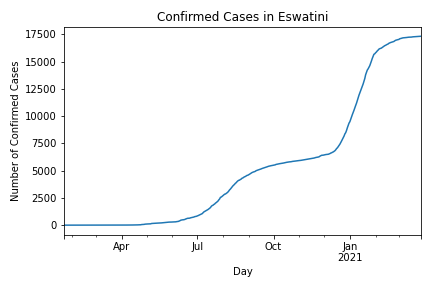 Confirmed Cases in Eswatini
17500
15000
12500
10000
7500
5000
2500
0
Number of Confirmed Cases
Apr
Jul
Oct
Jan
2021
Day